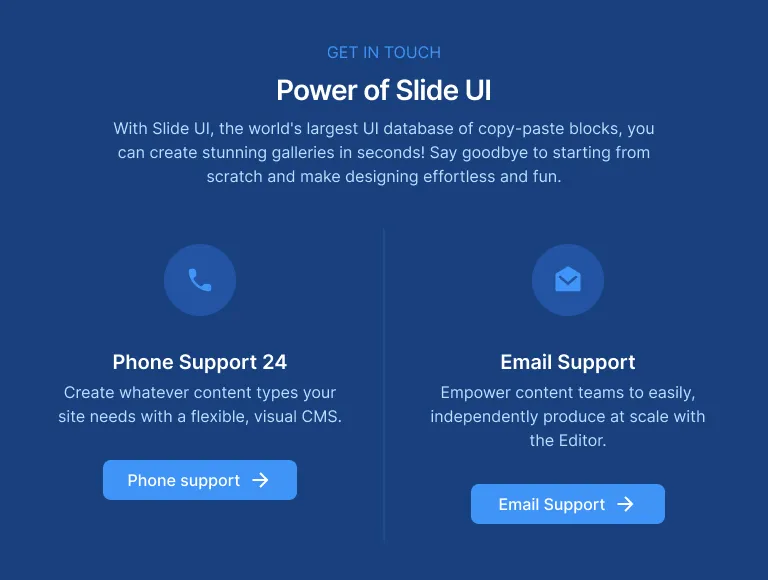 GET IN TOUCH
Power of Slide UI
With Slide UI, the world's largest UI database of copy-paste blocks, you
can create stunning galleries in seconds! Say goodbye to starting from
scratch and make designing effortless and fun.
Phone Support 24
Create whatever content types your
site needs with a flexible, visual CMS.
Phone support
Email Support
Empower content teams to easily,
independently produce at scale with
the Editor.
Email Support